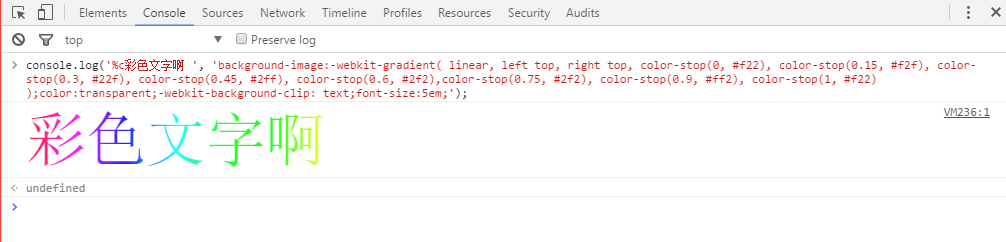 Elements Console Sources Network Timeline Profiles Resources Security Audits
top Preserve log
console.log('%c彩色文字啊 ', 'background-image:-webkit-gradient( linear, left top, right top, color-stop(0, #f22), color-stop(0.15, #f2f), color-
stop(0.3, #22f), color-stop(0.45, #2ff), color-stop(0.6, #2f2),color-stop(0.75, #2f2), color-stop(0.9, #ff2), color-stop(1, #f22)
);color:transparent;-webkit-background-clip: text;font-size:5em;');
彩色文字啊 VM236:1
undefined